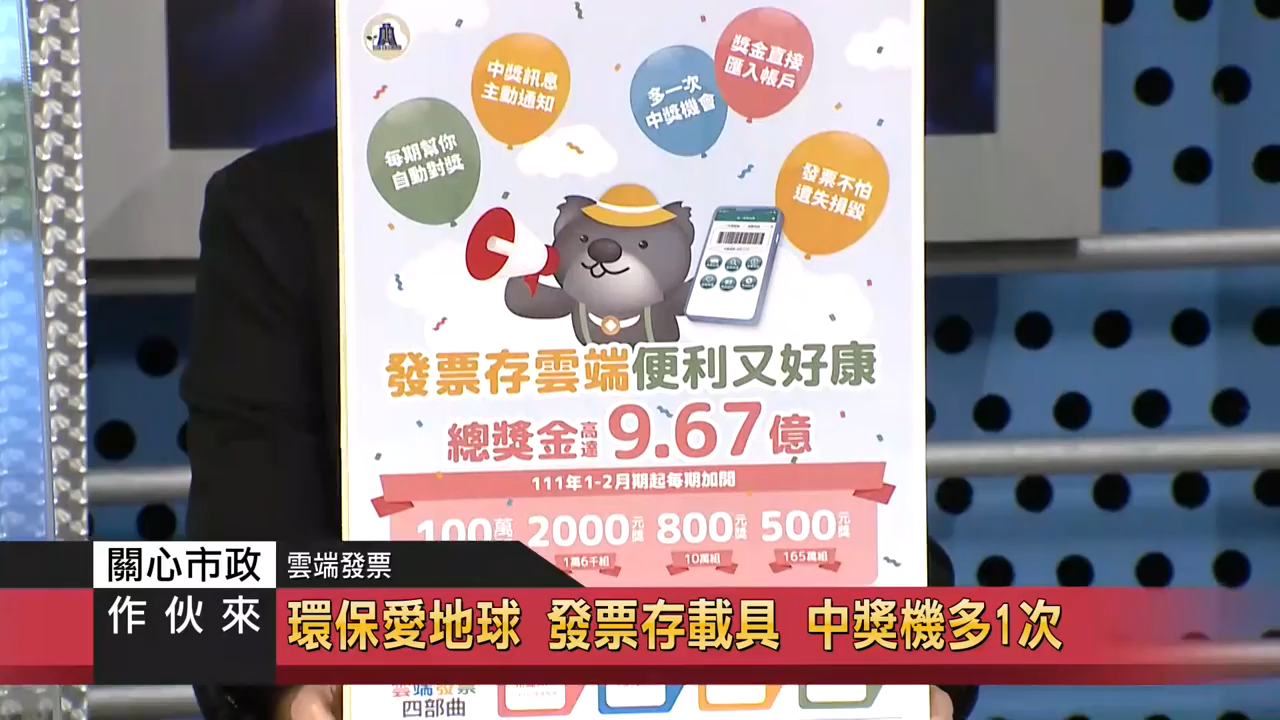 中獎訊息
主動通知
多一次
中獎機會
獎金直接
匯入帳戶
每期幫你
自動對獎
發票不怕
遺失損毀
發票存雲端便利又好康
總獎金高達9.67億
111年1-2月期起每期加開
100萬 2000元獎 800元獎 500元獎
1萬6千組 10萬組 165萬組
關心市政 雲端發票
作伙來 環保愛地球 發票存載具 中獎機多1次
雲端發票
四部曲